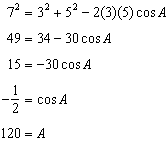 7² = 3² + 5² − 2(3)(5) cos A
49 = 34 − 30 cos A
15 = −30 cos A
−1/2 = cos A
120 = A